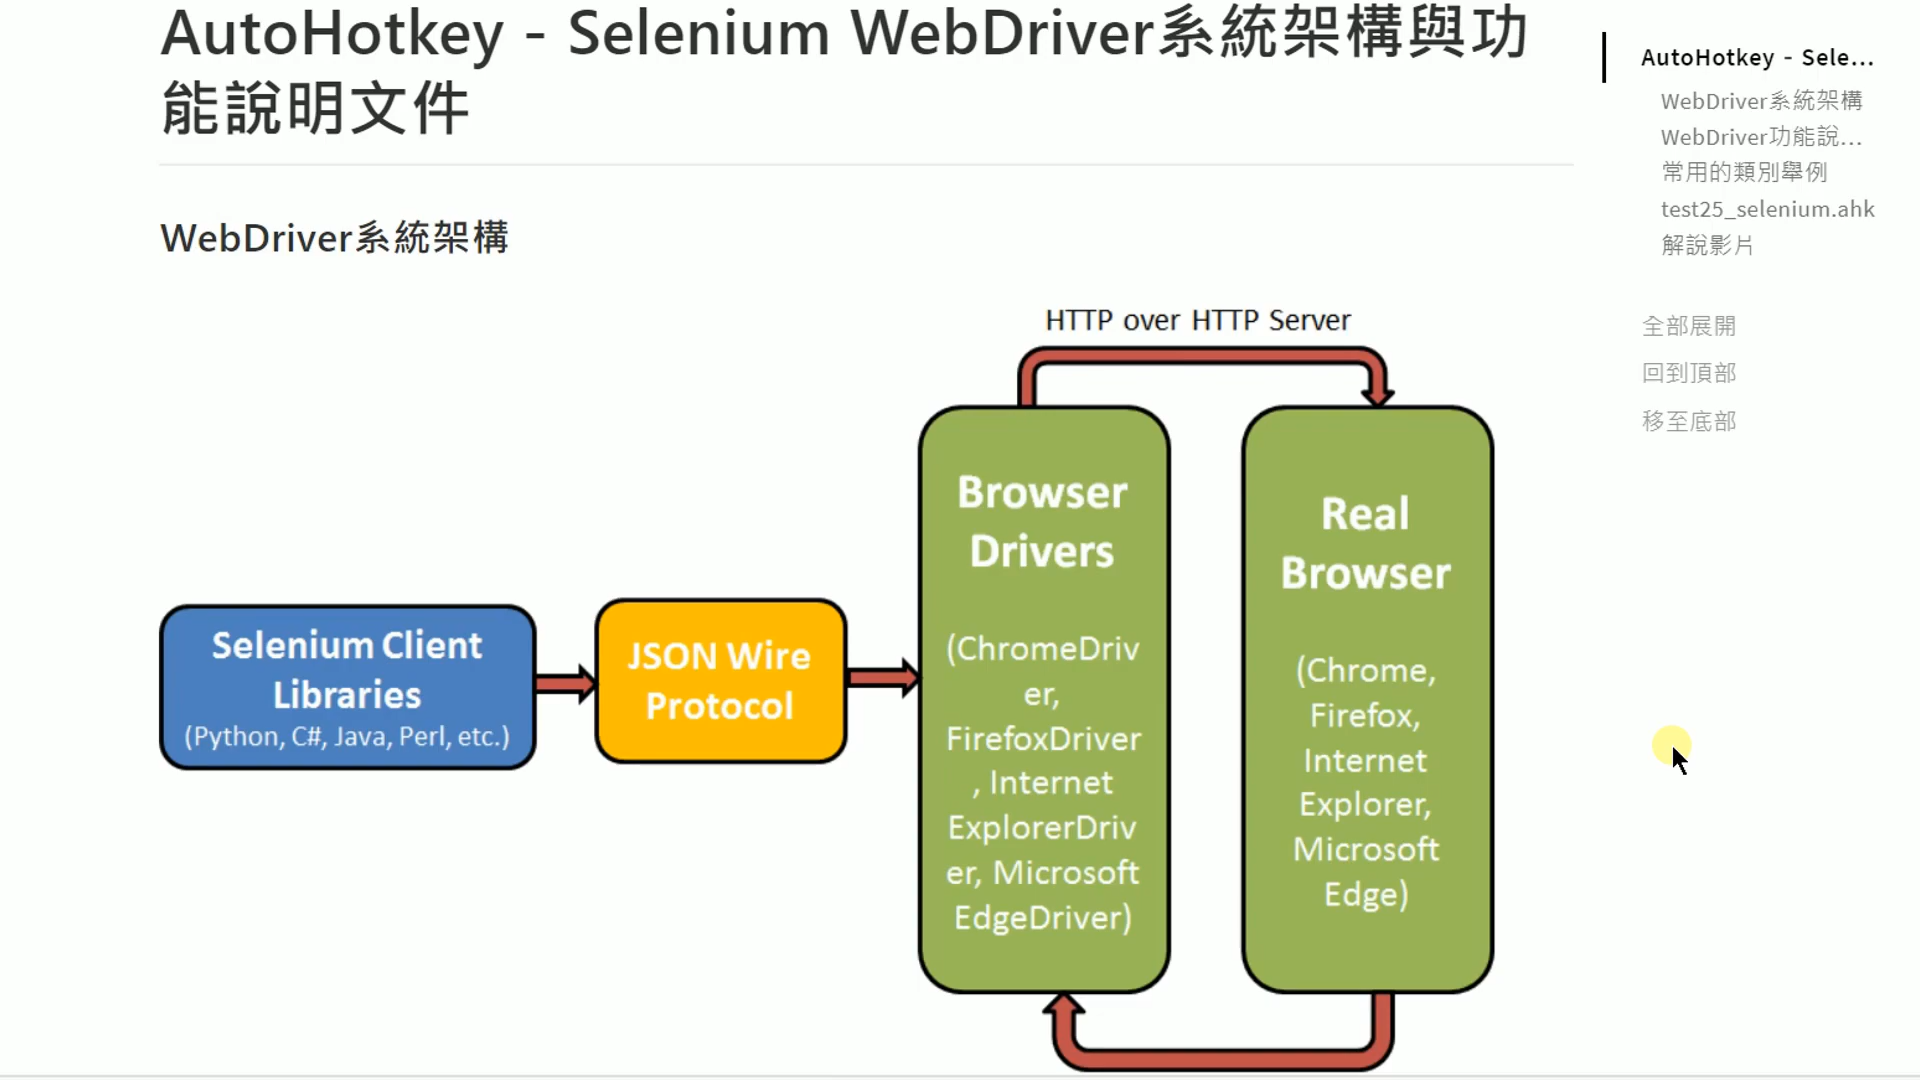 AutoHotkey - Selenium WebDriver系統架構與功
能說明文件
WebDriver系統架構
HTTP over HTTP Server
Selenium Client
Libraries
(Python, C#, Java, Perl, etc.)
JSON Wire
Protocol
Browser
Drivers
(ChromeDriv
er,
FirefoxDriver
, Internet
ExplorerDriv
er, Microsoft
EdgeDriver)
Real
Browser
(Chrome,
Firefox,
Internet
Explorer,
Microsoft
Edge)
AutoHotkey - Sele...
WebDriver系統架構
WebDriver功能說...
常用的類別舉例
test25_selenium.ahk
解說影片
全部展開
回到頂部
移至底部